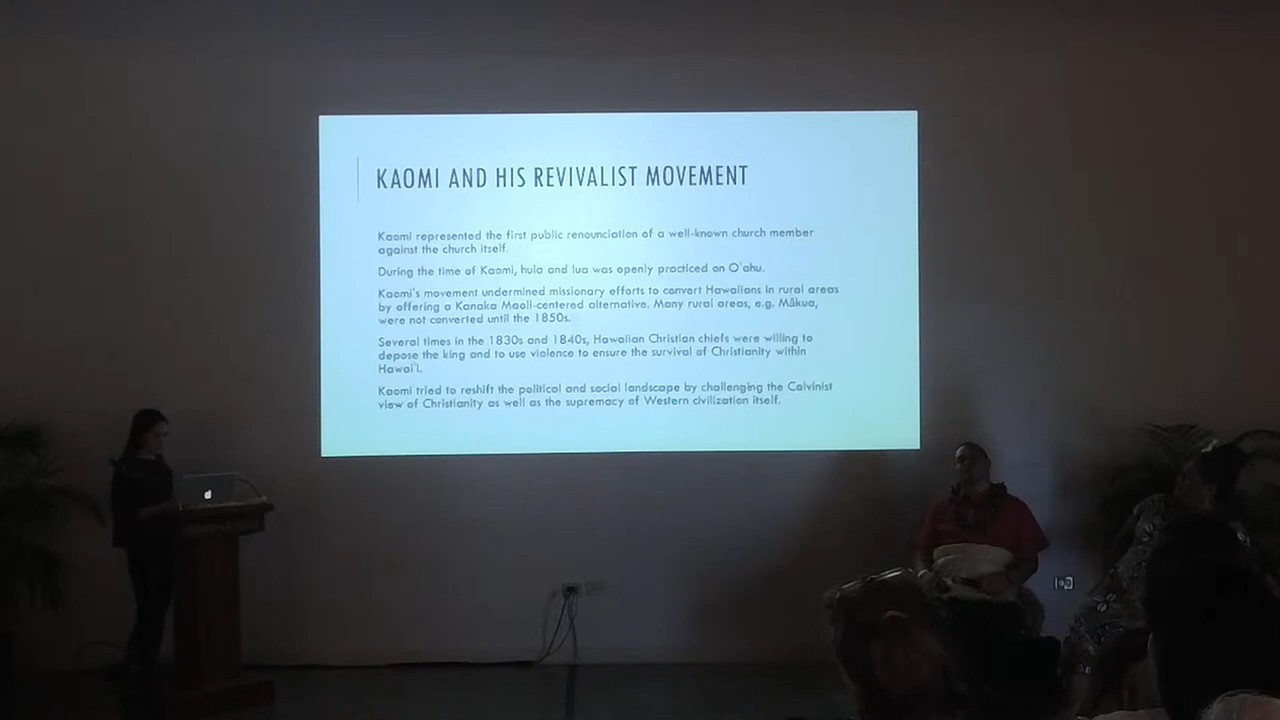 KAOMI AND HIS REVIVALIST MOVEMENT
Kaomi represented the first public renounciation of a well-known church member
against the church itself.
During the time of Kaomi, hula and lua was openly practiced on O'ahu.
Kaomi's movement undermined missionary efforts to convert Hawaiians in rural areas
by offering a Kanaka Maoli-centered alternative. Many rural areas, e.g. Mākua,
were not converted until the 1850s.
Several times in the 1830s and 1840s, Hawaiian Christian chiefs were willing to
depose the king and to use violence to ensure the survival of Christianity within
Hawai'i.
Kaomi tried to reshift the political and social landscape by challenging the Calvinist
view of Christianity as well as the supremacy of Western civilization itself.